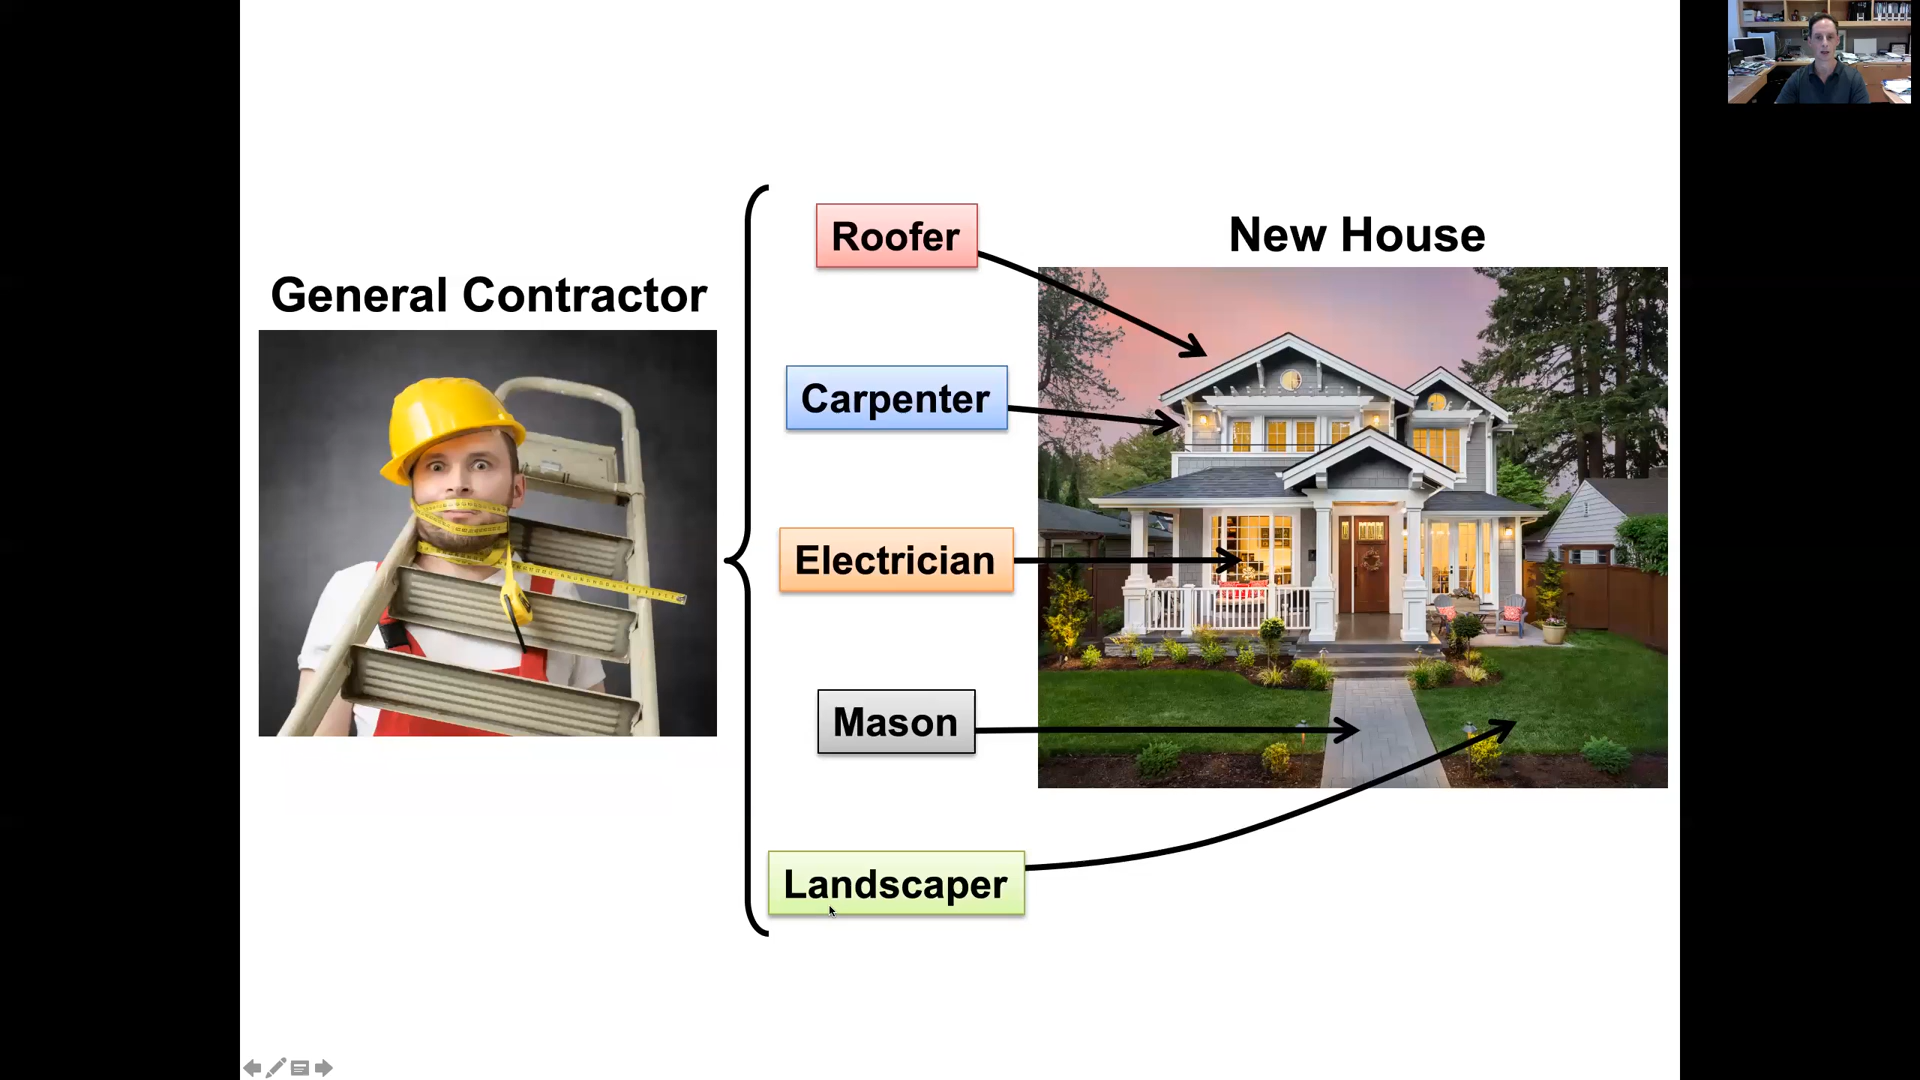 General Contractor
Roofer
Carpenter
Electrician
Mason
Landscaper
New House